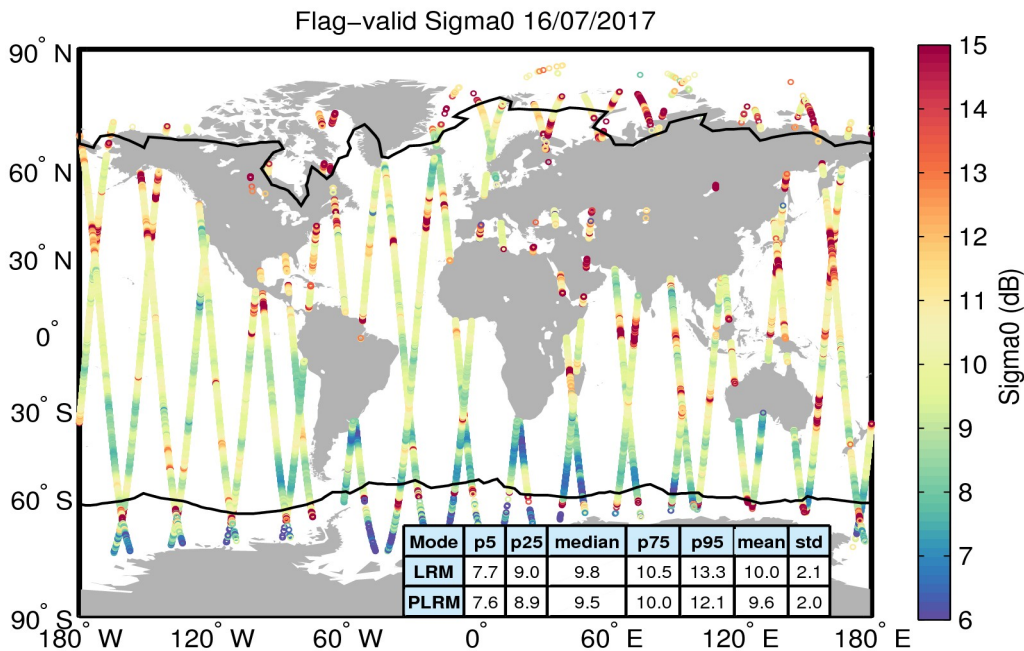 Flag−valid Sigma0 16/07/2017
90° N
60° N
30° N
0°
30° S
60° S
90° S
180° W
120° W
60° W
0°
60° E
120° E
180° E
Mode p5 p25 median p75 p95 mean std
LRM 7.7 9.0 9.8 10.5 13.3 10.0 2.1
PLRM 7.6 8.9 9.5 10.0 12.1 9.6 2.0
15
14
13
12
11
10
9
8
7
6
Sigma0 (dB)